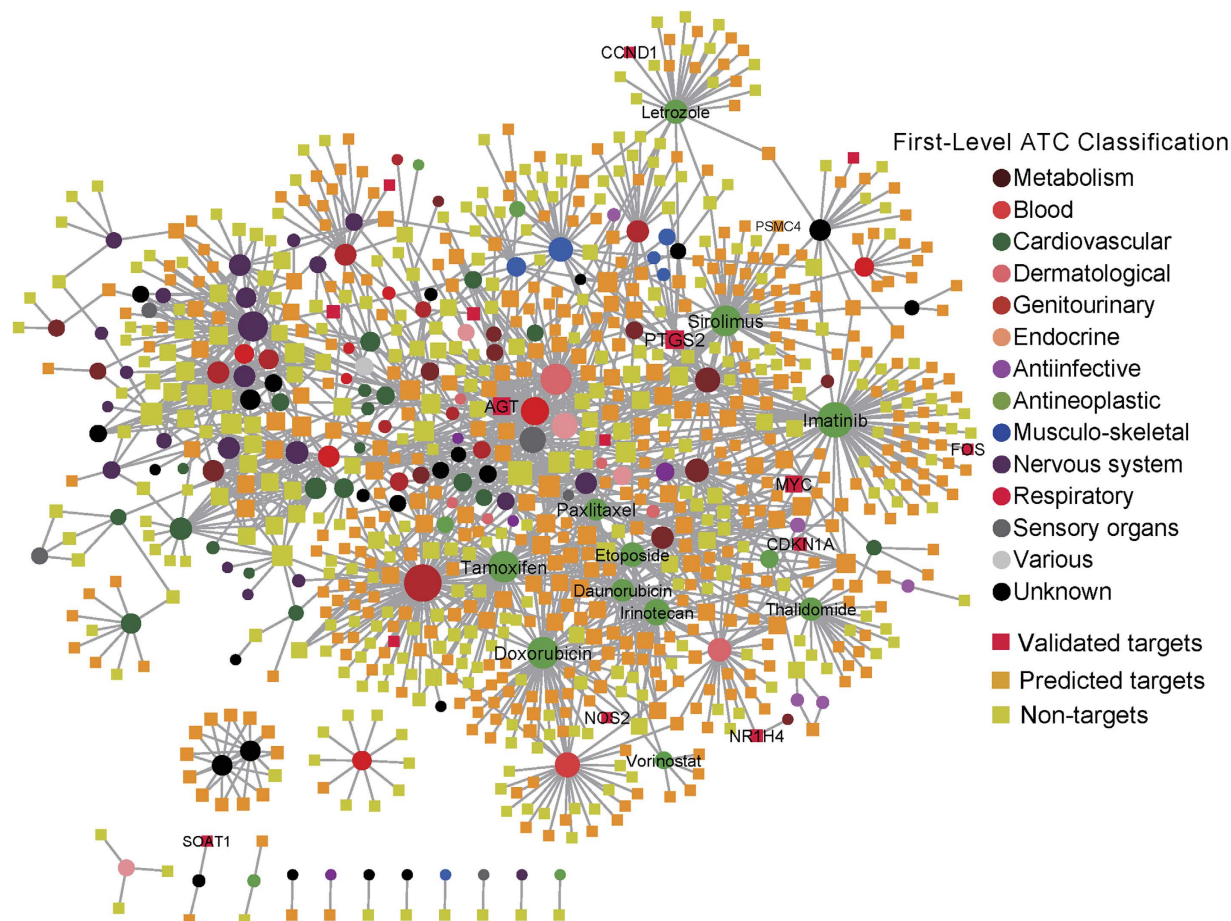 CCND1
Letrozole
First-Level ATC Classification
Metabolism
Blood
Cardiovascular
Dermatological
Genitourinary
Endocrine
Antiinfective
Antineoplastic
Musculo-skeletal
Nervous system
Respiratory
Sensory organs
Various
Unknown
Validated targets
Predicted targets
Non-targets
PSMC4
Sirolimus
PTGS2
AGT
Imatinib
FOS
MYC
Paxlitaxel
CDKN1A
Etoposide
Tamoxifen
Daunorubicin
Irinotecan
Thalidomide
Doxorubicin
NOS2
NR1H4
Vorinostat
SOAT1